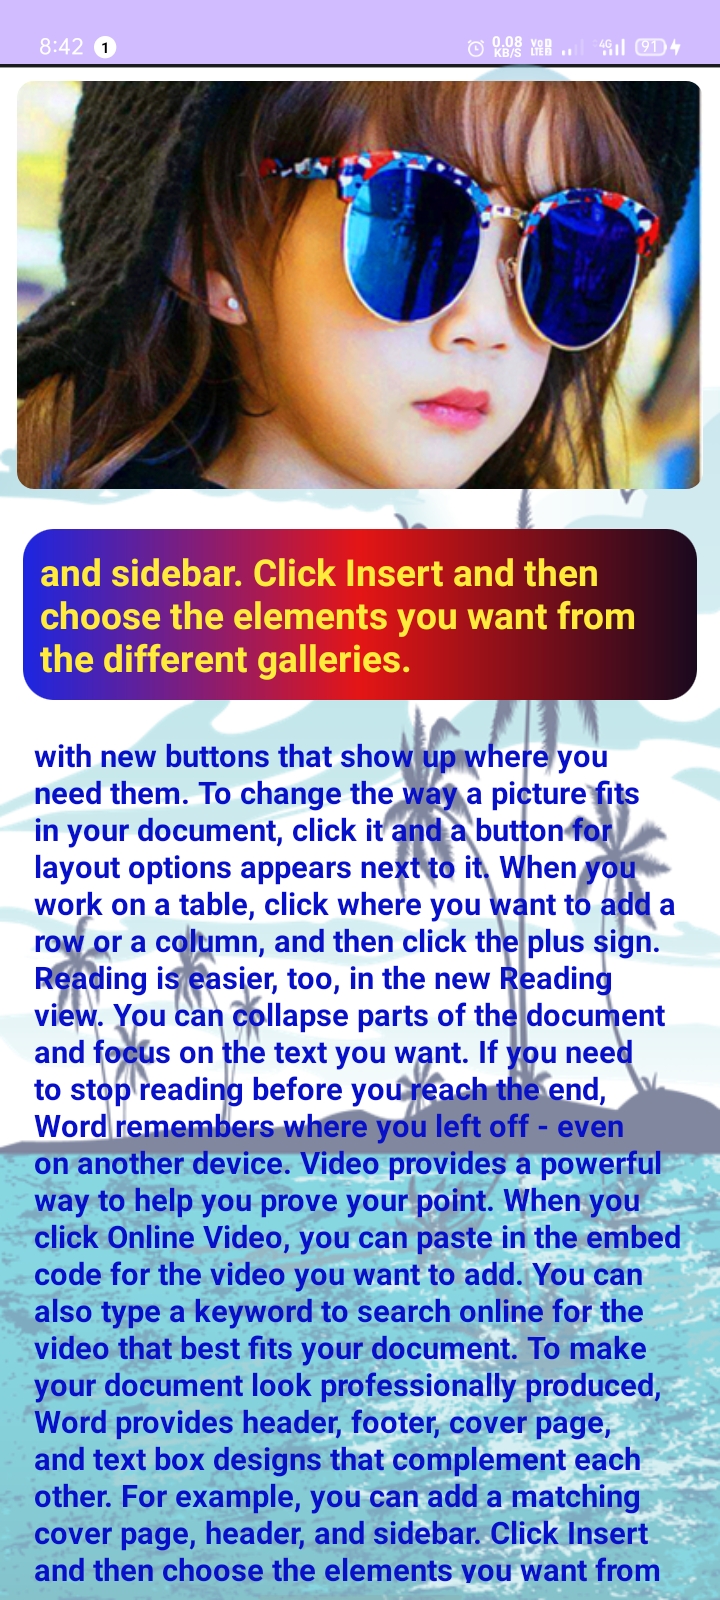 8:42 1 0.08 KB/S VoD LTED 4G 91
and sidebar. Click Insert and then
choose the elements you want from
the different galleries.
with new buttons that show up where you
need them. To change the way a picture fits
in your document, click it and a button for
layout options appears next to it. When you
work on a table, click where you want to add a
row or a column, and then click the plus sign.
Reading is easier, too, in the new Reading
view. You can collapse parts of the document
and focus on the text you want. If you need
to stop reading before you reach the end,
Word remembers where you left off - even
on another device. Video provides a powerful
way to help you prove your point. When you
click Online Video, you can paste in the embed
code for the video you want to add. You can
also type a keyword to search online for the
video that best fits your document. To make
your document look professionally produced,
Word provides header, footer, cover page,
and text box designs that complement each
other. For example, you can add a matching
cover page, header, and sidebar. Click Insert
and then choose the elements you want from